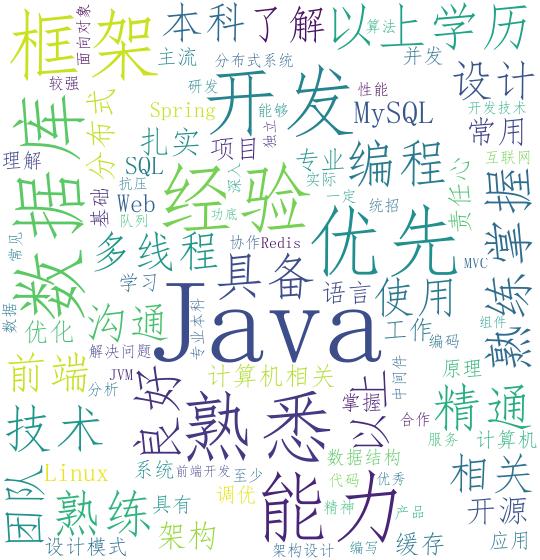 框架
面向对象
本科
了解
以上学历
算法
较强
主流
分布式系统
并发
设计
数据库
分布式
研发
开发
能够
性能
MySQL
开发技术
Spring
常用
理解
扎实
项目
独立
SQL
专业
编程
责任心
互联网
熟练掌握
基础
抗压
Web
经验
深入
实际
一定
队列
功底
统招
优先
常见
多线程
协作
Redis
具备
MVC
学习
语言
使用
数据
优化
沟通
专业本科
Java
工作
编码
组件
解决问题
前端
JVM
良好
计算机相关
以上
中间件
原理
分析
掌握
精通
技术
熟悉
合作
服务
计算机
团队
Linux
系统
前端开发
至少
能力
数据结构
代码
优秀
相关
熟练
具有
调优
精神
产品
开源
设计模式
架构
架构设计
编写
缓存
应用